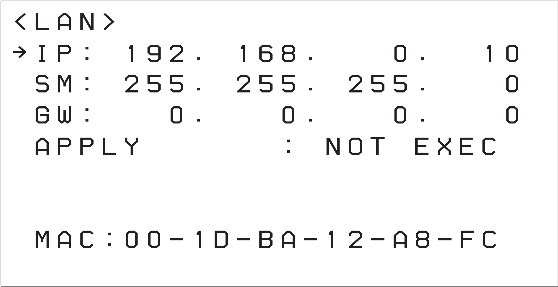 <LAN>
→IP: 192. 168. 0. 10
SM: 255. 255. 255. 0
GW: 0. 0. 0. 0
APPLY : NOT EXEC
MAC:00-1D-BA-12-A8-FC